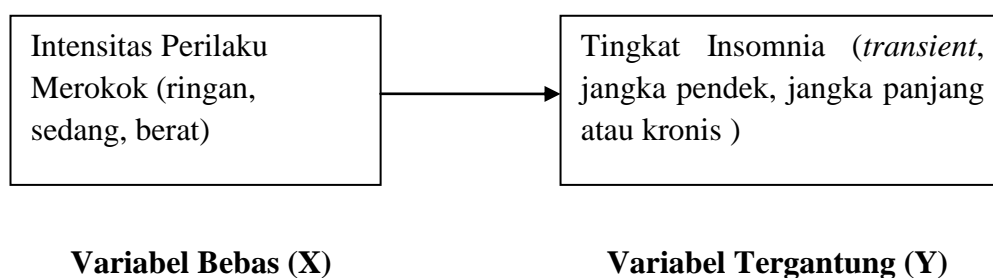 Intensitas Perilaku
Merokok (ringan,
sedang, berat)
Tingkat Insomnia (transient,
jangka pendek, jangka panjang
atau kronis )
Variabel Bebas (X)
Variabel Tergantung (Y)